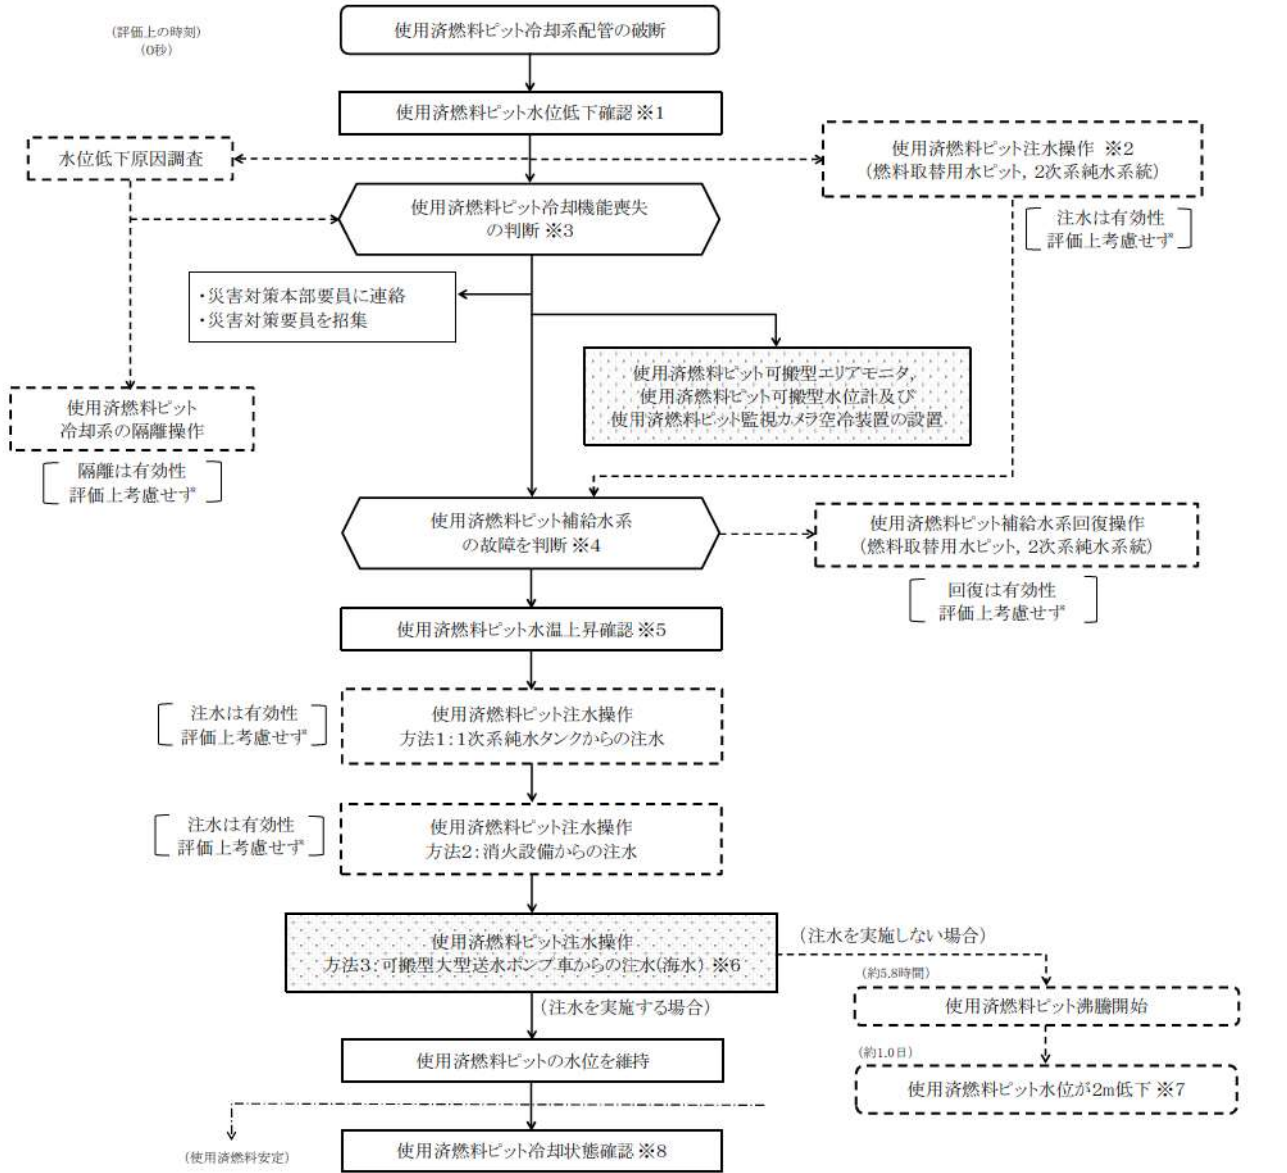 使用済燃料ピット冷却系配管の破断
(評価上の時刻)
(0秒)
使用済燃料ピット水位低下確認 ※1
水位低下原因調査
使用済燃料ピット注水操作 ※2
(燃料取替用水ピット, 2次系純水系統)
注水は有効性
評価上考慮せず*
使用済燃料ピット冷却機能喪失
の判断 ※3
・災害対策本部要員に連絡
・災害対策要員を招集
使用済燃料ピット可搬型エリアモニタ,
使用済燃料ピット可搬型水位計及び
使用済燃料ピット監視カメラ空冷装置の設置
使用済燃料ピット
冷却系の隔離操作
隔離は有効性
評価上考慮せず*
使用済燃料ピット補給水系
の故障を判断 ※4
使用済燃料ピット補給水系回復操作
(燃料取替用水ピット, 2次系純水系統)
回復は有効性
評価上考慮せず*
使用済燃料ピット水温上昇確認 ※5
注水は有効性
評価上考慮せず*
使用済燃料ピット注水操作
方法1:1次系純水タンクからの注水
注水は有効性
評価上考慮せず*
使用済燃料ピット注水操作
方法2:消火設備からの注水
使用済燃料ピット注水操作
方法3:可搬型大型送水ポンプ車からの注水(海水) ※6
(注水を実施しない場合)
(約5.8時間)
使用済燃料ピット沸騰開始
(注水を実施する場合)
(約1.0日)
使用済燃料ピットの水位を維持
使用済燃料ピット水位が2m低下 ※7
(使用済燃料安定)
使用済燃料ピット冷却状態確認 ※8